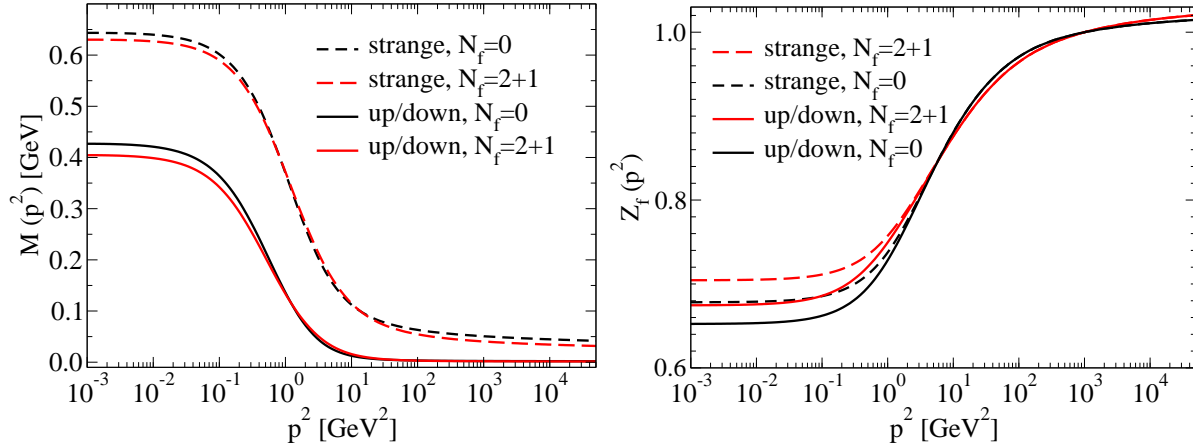 M (p²) [GeV]
0.6
0.5
0.4
0.3
0.2
0.1
0.0
strange, N_f=0
strange, N_f=2+1
up/down, N_f=0
up/down, N_f=2+1
10⁻³ 10⁻² 10⁻¹ 10⁰ 10¹ 10² 10³ 10⁴
p² [GeV²]
Z_f (p²)
1.0
0.8
0.6
strange, N_f=2+1
strange, N_f=0
up/down, N_f=2+1
up/down, N_f=0
10⁻³ 10⁻² 10⁻¹ 10⁰ 10¹ 10² 10³ 10⁴
p² [GeV²]